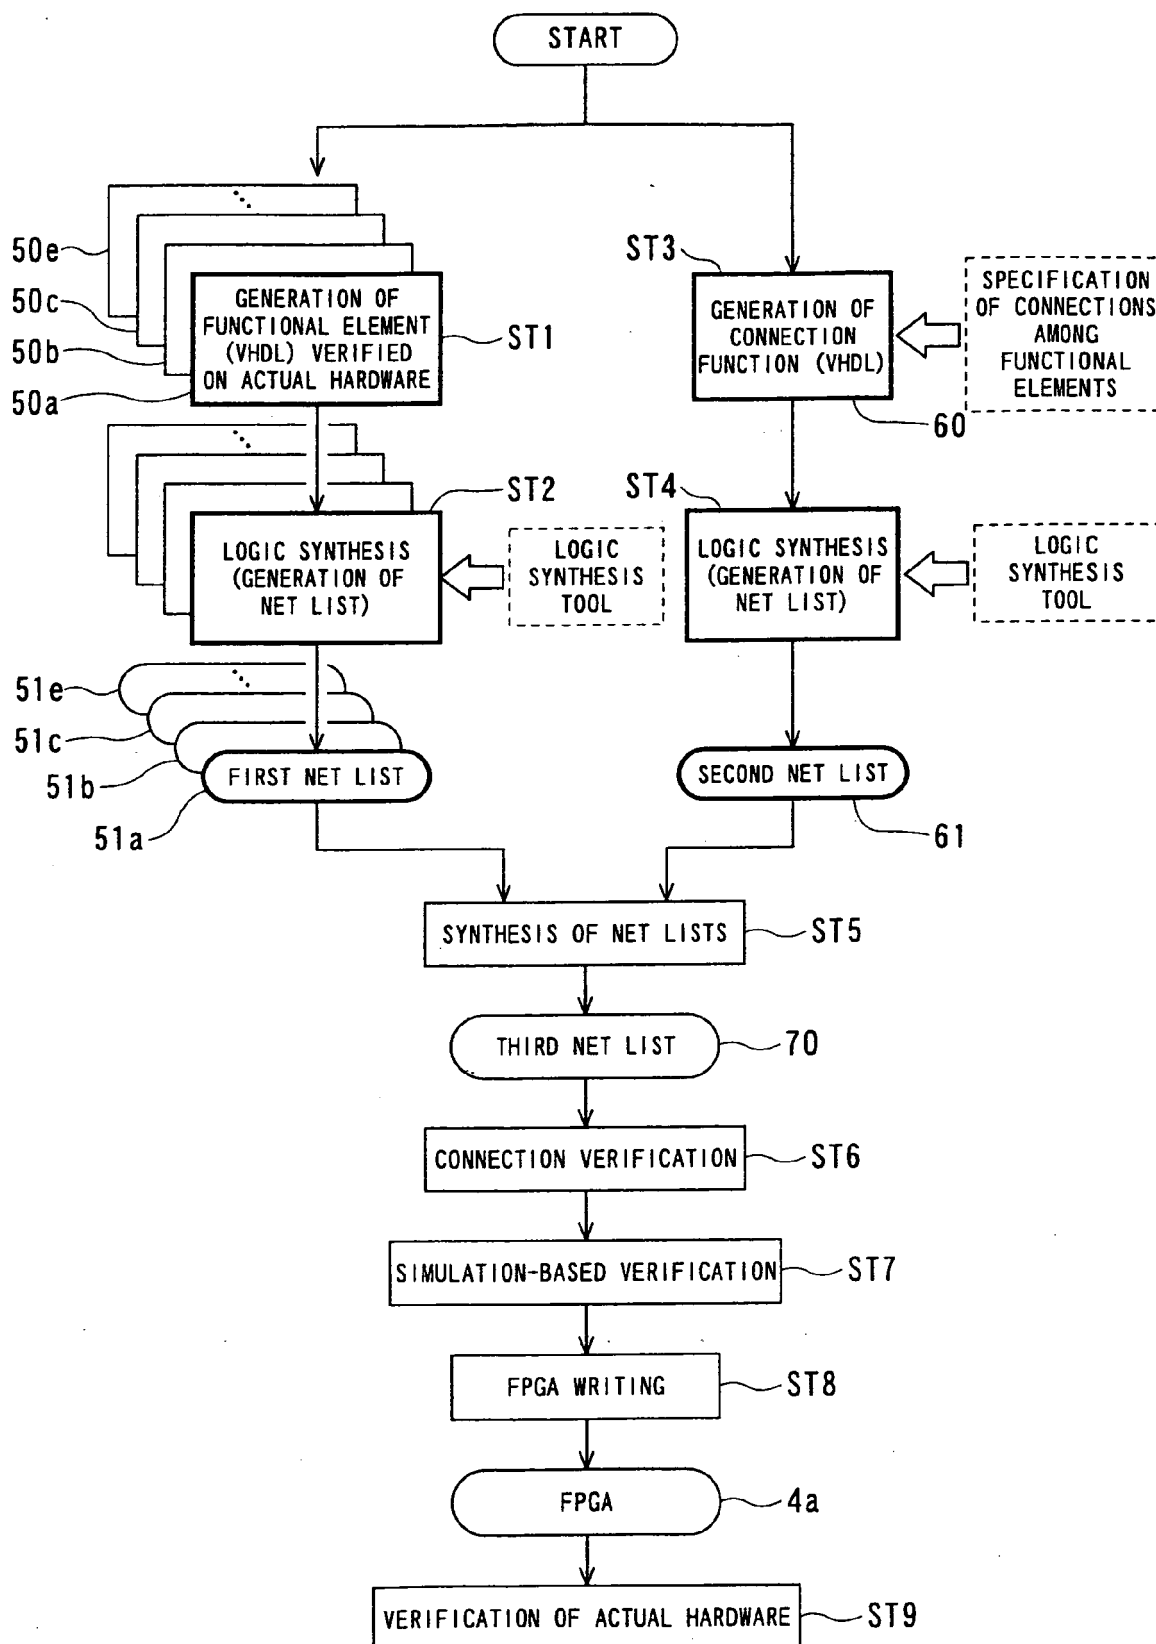 START
50e
50c
50b
50a
GENERATION OF
FUNCTIONAL ELEMENT
(VHDL) VERIFIED
ON ACTUAL HARDWARE
ST1
ST3
GENERATION OF
CONNECTION
FUNCTION (VHDL)
60
SPECIFICATION
OF CONNECTIONS
AMONG
FUNCTIONAL
ELEMENTS
ST2
LOGIC SYNTHESIS
(GENERATION OF
NET LIST)
LOGIC
SYNTHESIS
TOOL
ST4
LOGIC SYNTHESIS
(GENERATION OF
NET LIST)
LOGIC
SYNTHESIS
TOOL
51e
51c
51b
51a
FIRST NET LIST
SECOND NET LIST
61
SYNTHESIS OF NET LISTS
ST5
THIRD NET LIST
70
CONNECTION VERIFICATION
ST6
SIMULATION-BASED VERIFICATION
ST7
FPGA WRITING
ST8
FPGA
4a
VERIFICATION OF ACTUAL HARDWARE
ST9